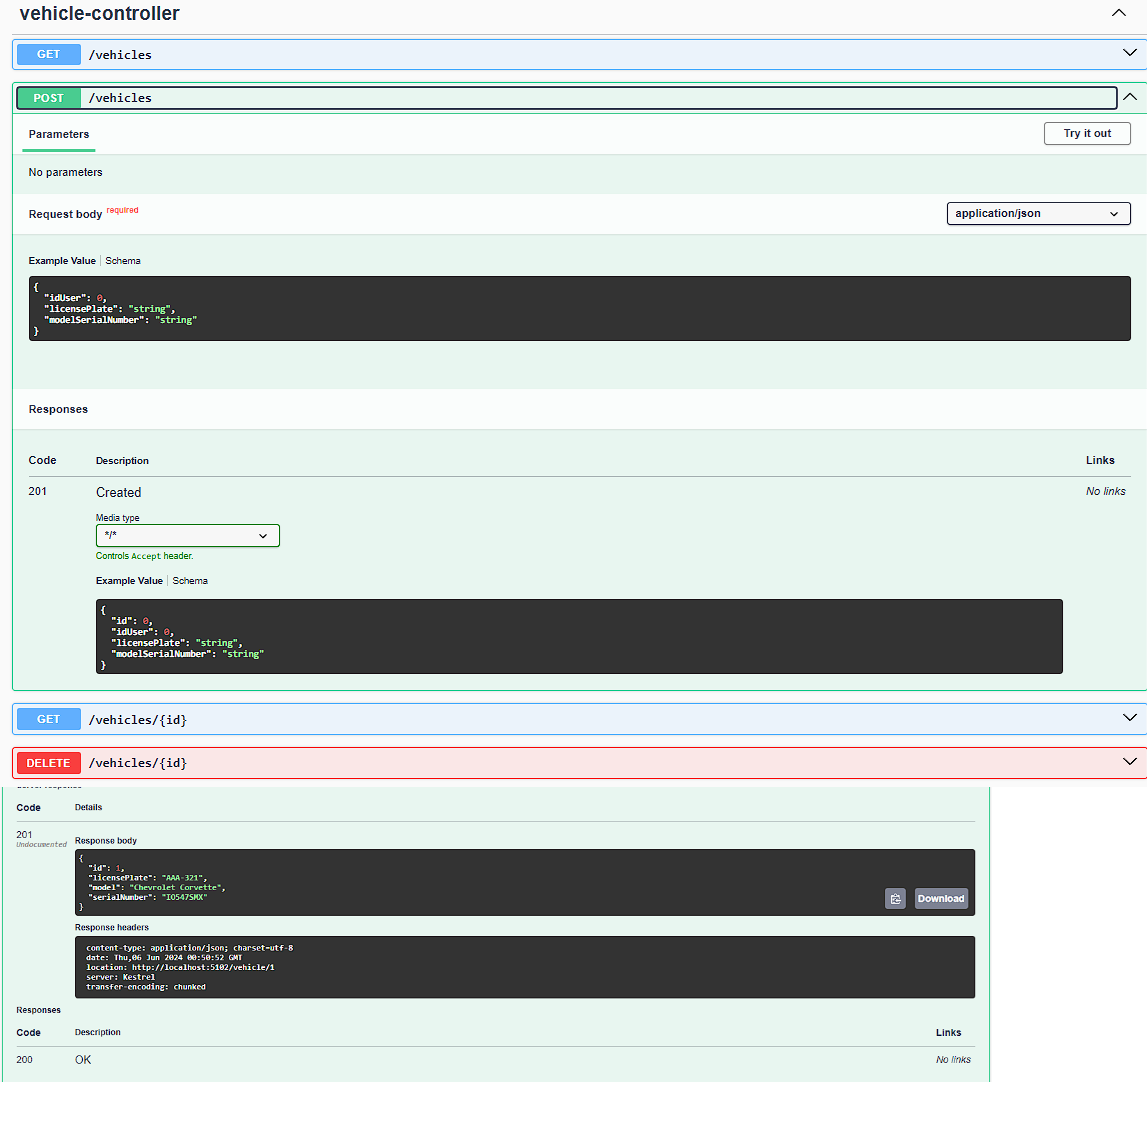 vehicle-controller
GET /vehicles
POST /vehicles
Parameters
Try it out
No parameters
Request body required
application/json
Example Value Schema
{
"idUser": 0,
"licensePlate": "string",
"modelSerialNumber": "string"
}
Responses
Code Description Links
201 Created No links
Media type
*/*
Controls Accept header.
Example Value Schema
{
"id": 0,
"idUser": 0,
"licensePlate": "string",
"modelSerialNumber": "string"
}
GET /vehicles/{id}
DELETE /vehicles/{id}
Server response
Code Details
201
Undocumented
Response body
{
"id": 1,
"licensePlate": "AAA-321",
"model": "Chevrolet Corvette",
"serialNumber": "IO547SMX"
}
Download
Response headers
content-type: application/json; charset=utf-8
date: Thu,06 Jun 2024 00:50:52 GMT
location: http://localhost:5102/vehicle/1
server: Kestrel
transfer-encoding: chunked
Responses
Code Description Links
200 OK No links